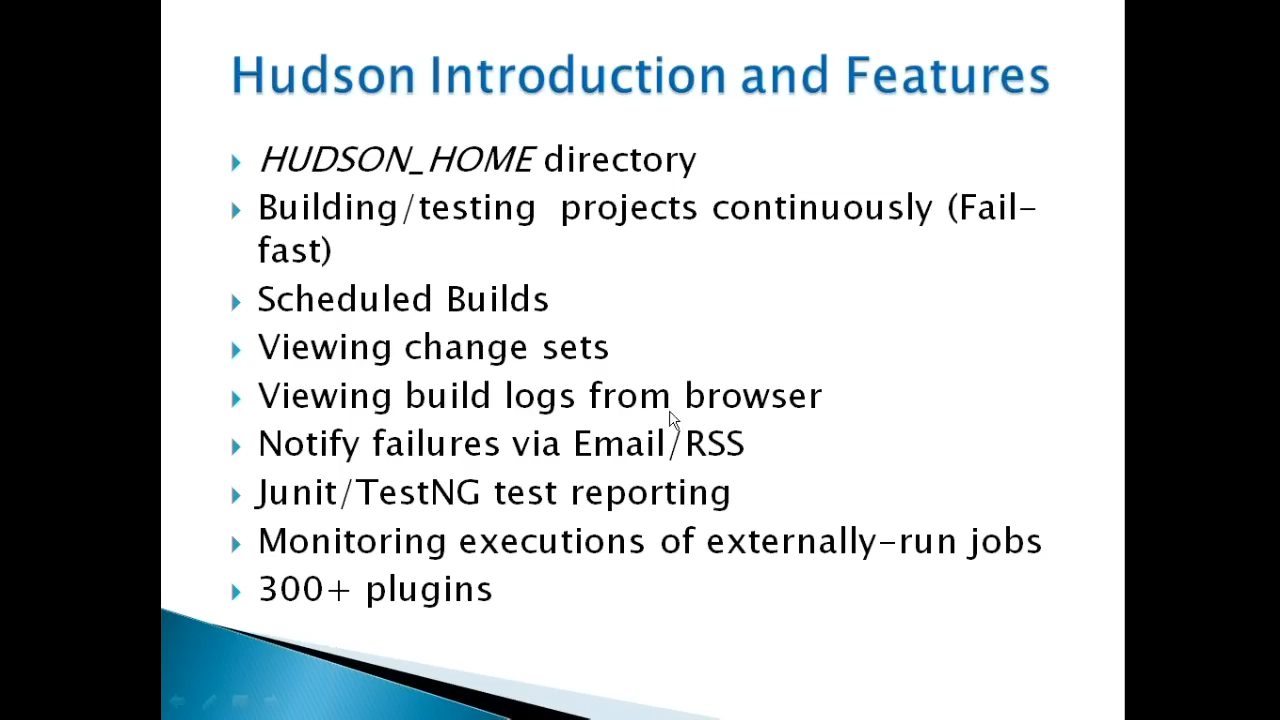 Hudson Introduction and Features
HUDSON_HOME directory
Building/testing projects continuously (Fail-
fast)
Scheduled Builds
Viewing change sets
Viewing build logs from browser
Notify failures via Email/RSS
Junit/TestNG test reporting
Monitoring executions of externally-run jobs
300+ plugins